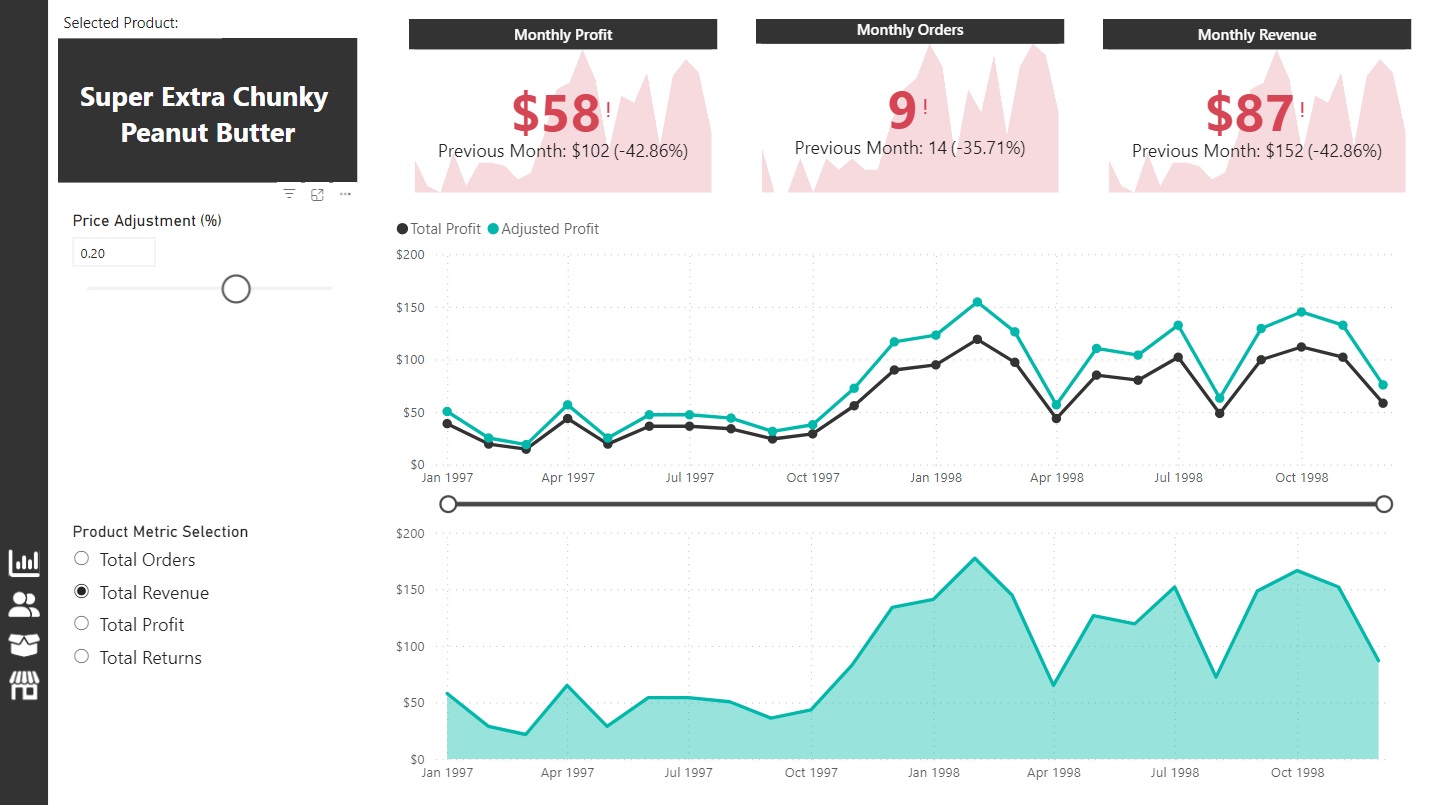 Selected Product:
Super Extra Chunky
Peanut Butter
Price Adjustment (%)
0.20
Product Metric Selection
Total Orders
Total Revenue
Total Profit
Total Returns
Monthly Profit
$58!
Previous Month: $102 (-42.86%)
Monthly Orders
9!
Previous Month: 14 (-35.71%)
Monthly Revenue
$87!
Previous Month: $152 (-42.86%)
Total Profit Adjusted Profit
$200
$150
$100
$50
$0
Jan 1997 Apr 1997 Jul 1997 Oct 1997 Jan 1998 Apr 1998 Jul 1998 Oct 1998
$200
$150
$100
$50
$0
Jan 1997 Apr 1997 Jul 1997 Oct 1997 Jan 1998 Apr 1998 Jul 1998 Oct 1998